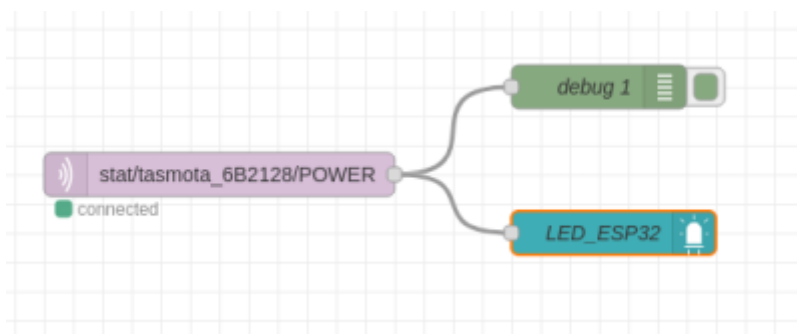 debug 1
stat/tasmota_6B2128/POWER
connected
LED_ESP32